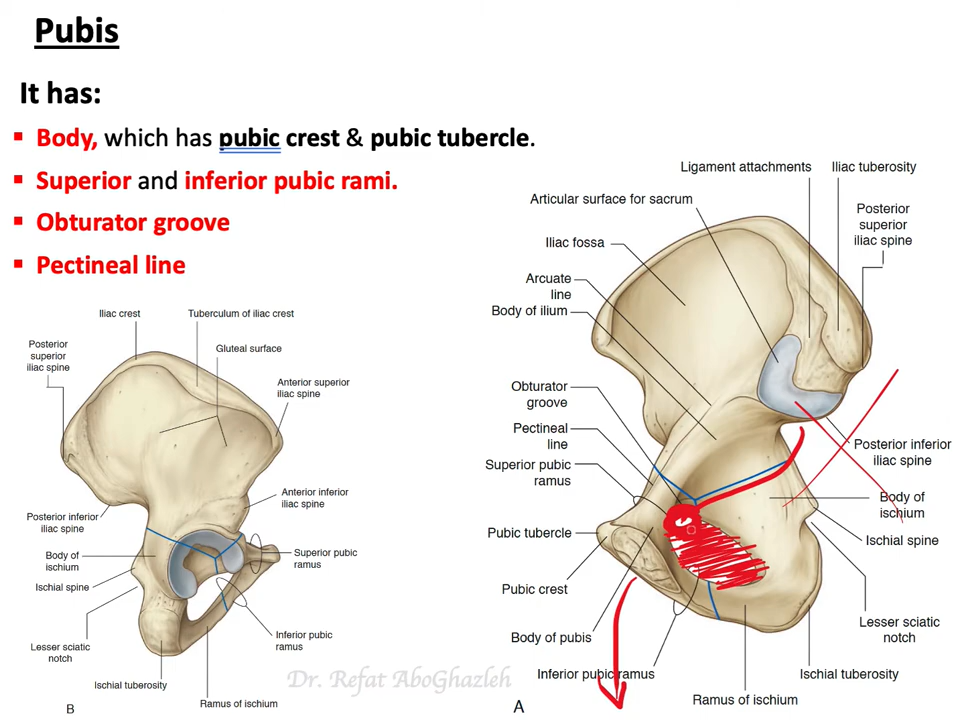 Pubis
It has:
▪ Body, which has pubic crest & pubic tubercle.
▪ Superior and inferior pubic rami.
▪ Obturator groove
▪ Pectineal line
Iliac crest
Tuberculum of iliac crest
Posterior
superior
iliac spine
Gluteal surface
Anterior superior
iliac spine
Anterior inferior
iliac spine
Posterior inferior
iliac spine
Body of
ischium
Superior pubic
ramus
Ischial spine
Lesser sciatic
notch
Inferior pubic
ramus
Ischial tuberosity
Ramus of ischium
B
Ligament attachments
Iliac tuberosity
Articular surface for sacrum
Posterior
superior
iliac spine
Iliac fossa
Arcuate
line
Body of ilium
Obturator
groove
Pectineal
line
Superior pubic
ramus
Posterior inferior
iliac spine
Body of
ischium
Pubic tubercle
Ischial spine
Pubic crest
Lesser sciatic
notch
Body of pubis
Inferior pubic ramus
Ischial tuberosity
Ramus of ischium
A
Dr. Refat AboGhazleh